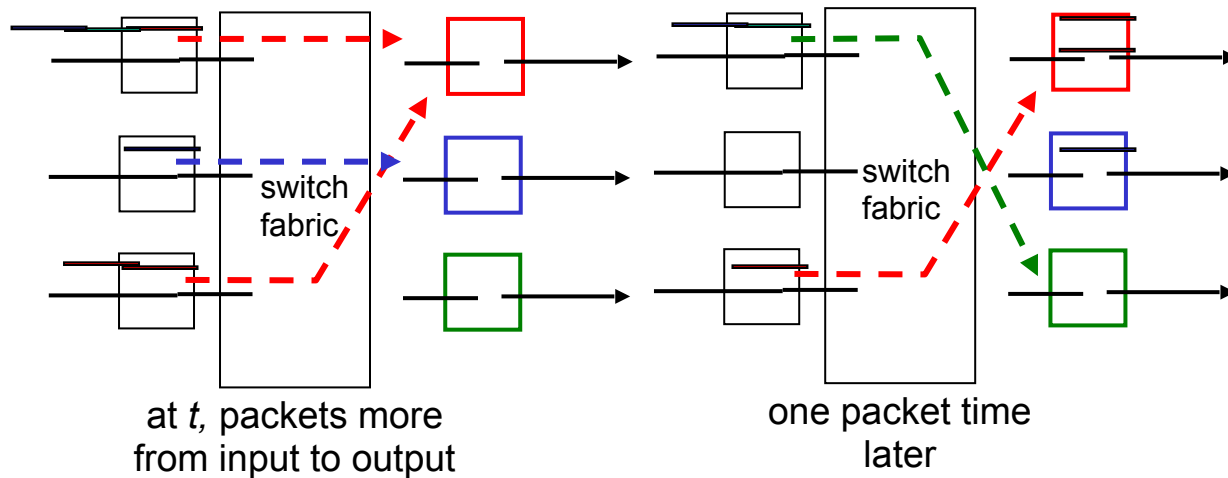 switch
fabric
at t, packets more
from input to output
switch
fabric
one packet time
later